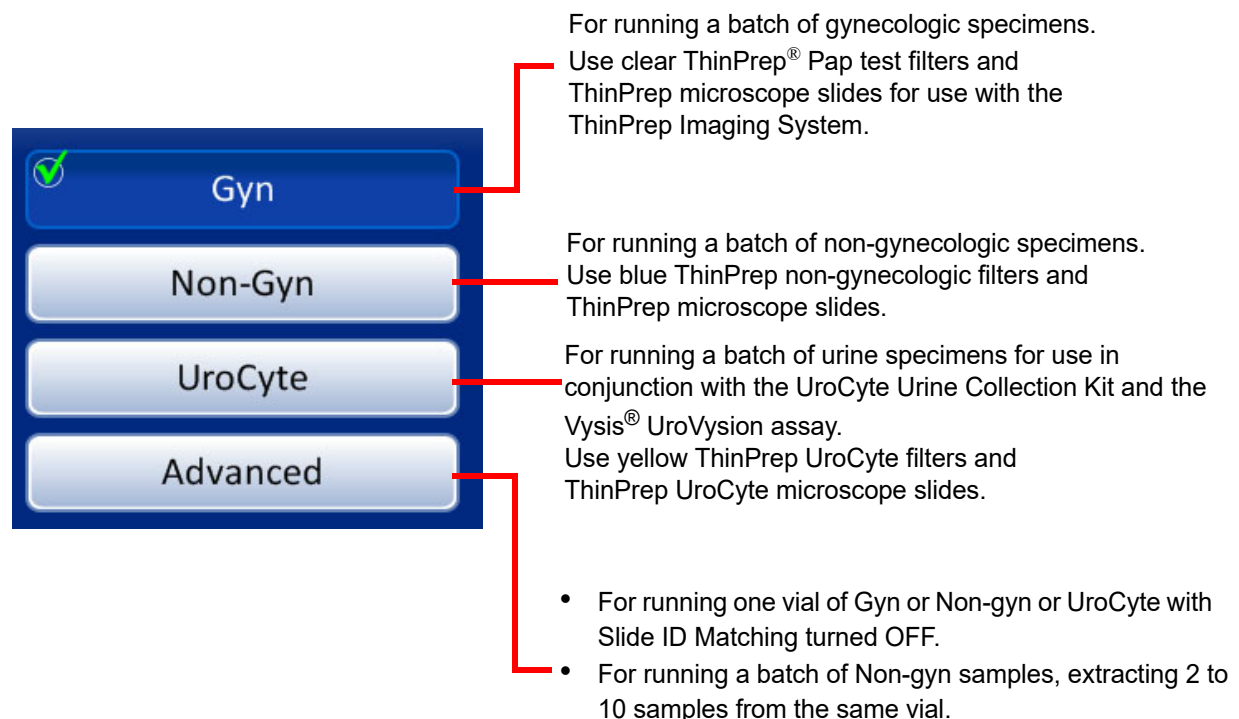 For running a batch of gynecologic specimens.
Use clear ThinPrep® Pap test filters and
ThinPrep microscope slides for use with the
ThinPrep Imaging System.
Gyn
For running a batch of non-gynecologic specimens.
Use blue ThinPrep non-gynecologic filters and
ThinPrep microscope slides.
Non-Gyn
For running a batch of urine specimens for use in
conjunction with the UroCyte Urine Collection Kit and the
Vysis® UroVysion assay.
Use yellow ThinPrep UroCyte filters and
ThinPrep UroCyte microscope slides.
UroCyte
Advanced
• For running one vial of Gyn or Non-gyn or UroCyte with
Slide ID Matching turned OFF.
• For running a batch of Non-gyn samples, extracting 2 to
10 samples from the same vial.